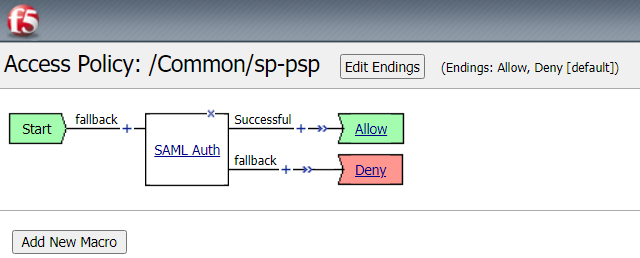 f5
Access Policy: /Common/sp-psp Edit Endings (Endings: Allow, Deny [default])
Start fallback + SAML Auth x Successful + Allow
fallback + Deny
Add New Macro